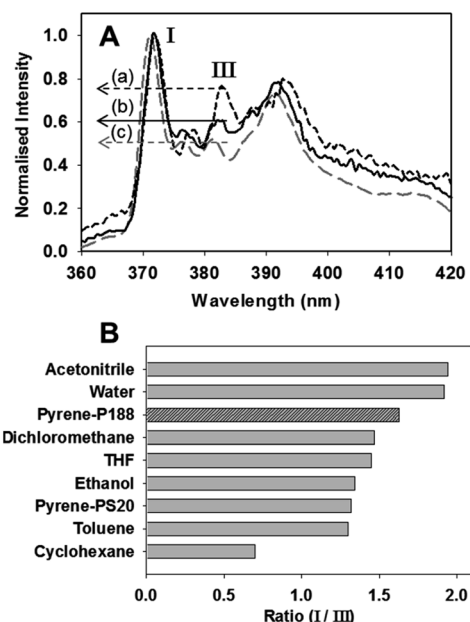 A
I
III
(a)
(b)
(c)
Normalised Intensity
1.0
0.8
0.6
0.4
0.2
0.0
360 370 380 390 400 410 420
Wavelength (nm)
B
Acetonitrile
Water
Pyrene-P188
Dichloromethane
THF
Ethanol
Pyrene-PS20
Toluene
Cyclohexane
0.0 0.5 1.0 1.5 2.0
Ratio (I / III)